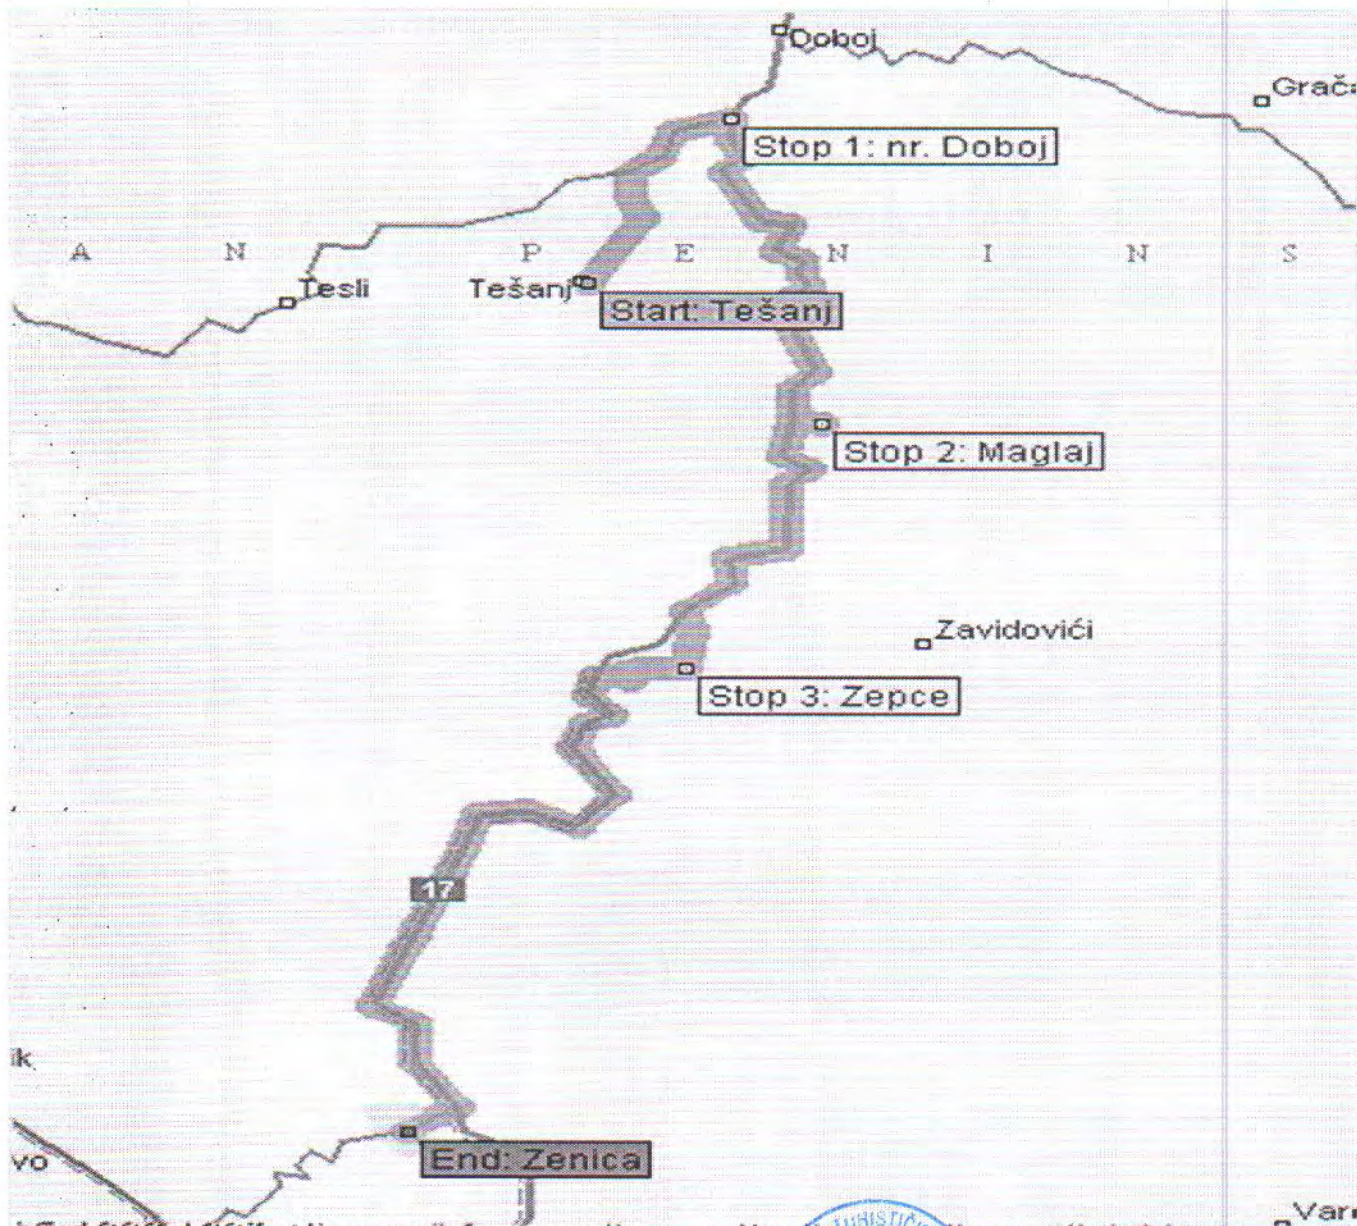 Doboj
Grača
Stop 1: nr. Doboj
A N P E N I N S
Tesli
Tešanj
Start: Tešanj
Stop 2: Maglaj
Zavidovići
Stop 3: Zepce
17
ik
vo
End: Zenica
Vare